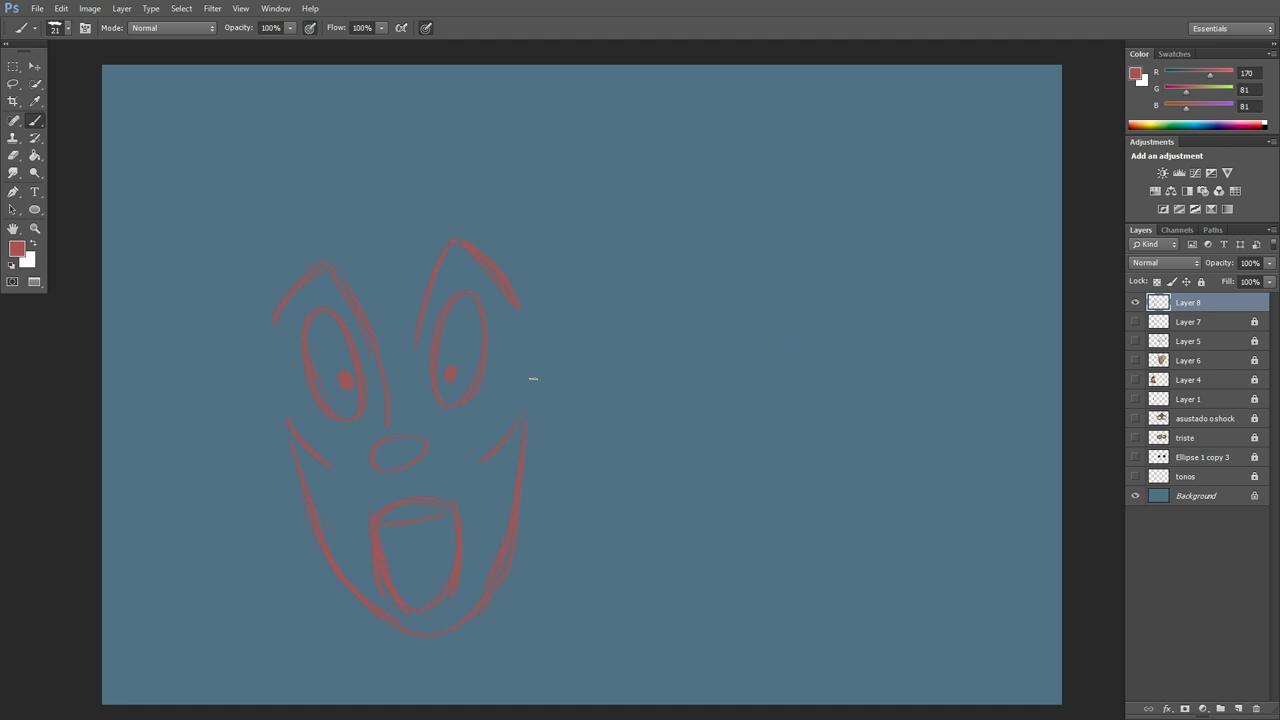 Ps File Edit Image Layer Type Select Filter View Window Help
21 Mode: Normal Opacity: 100% Flow: 100% Essentials
Color Swatches
R 170
G 81
B 81
Adjustments
Add an adjustment
Layers Channels Paths
Kind
Normal Opacity: 100%
Lock: Fill: 100%
Layer 8
Layer 7
Layer 5
Layer 6
Layer 4
Layer 1
asustado o shock
triste
Ellipse 1 copy 3
tonos
Background